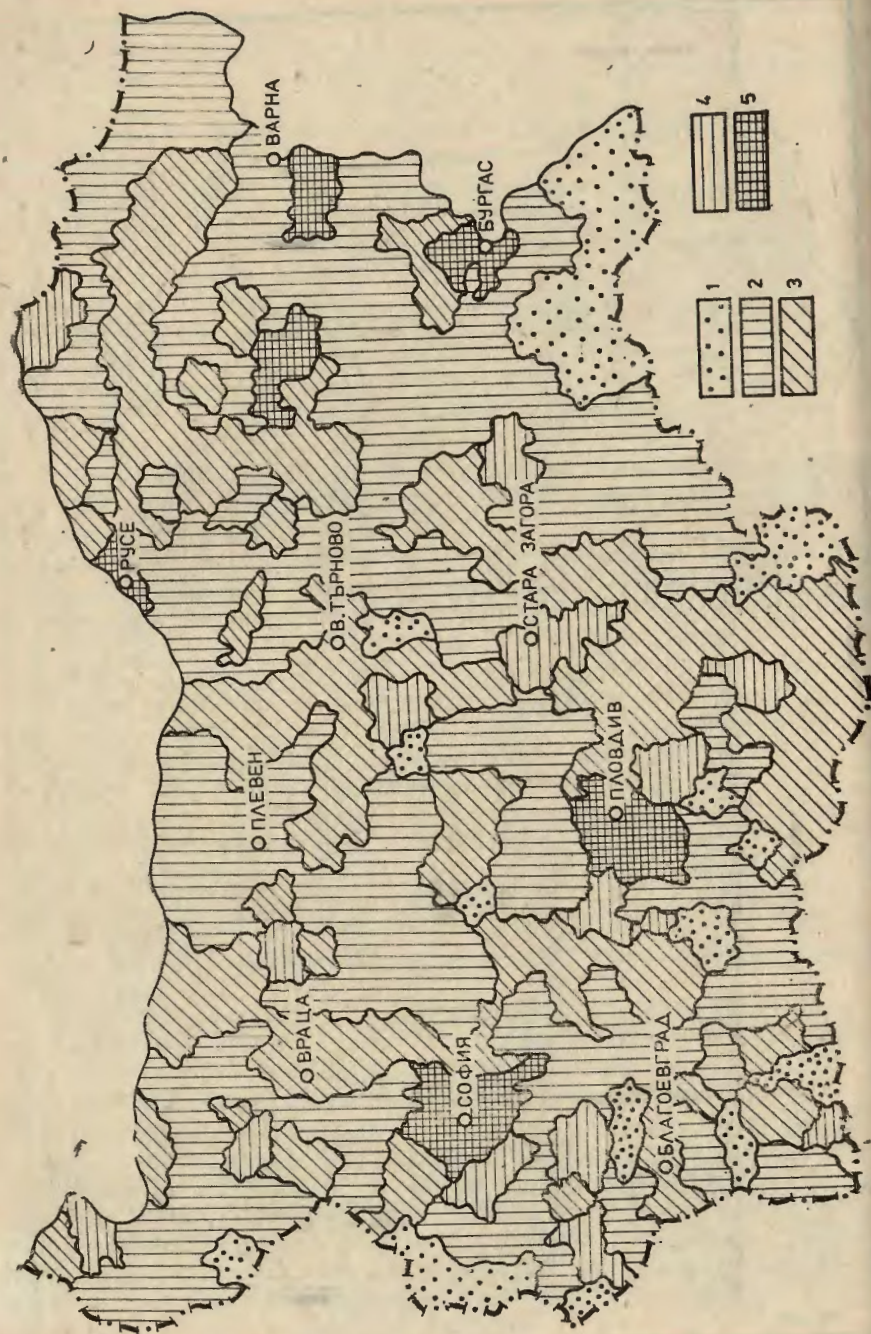 ВРАЦА
ПЛЕВЕН
РУСЕ
В. ТЪРНОВО
ВАРНА
СОФИЯ
БУРГАС
СТАРА ЗАГОРА
ПЛОВДИВ
БЛАГОЕВГРАД
1
2
3
4
5